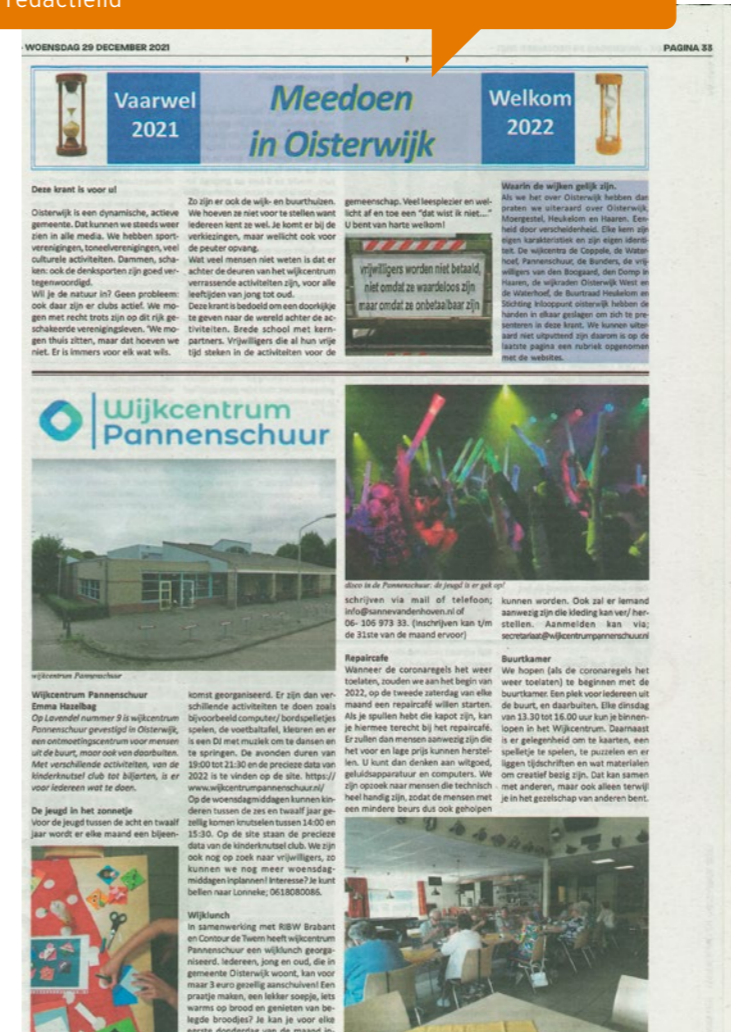 redactielid
WOENSDAG 29 DECEMBER 2021
PAGINA 33
Vaarwel
2021
Meedoen
in Oisterwijk
Welkom
2022
Deze krant is voor u!
Oisterwijk is een dynamische, actieve
gemeente. Dat kunnen we steeds weer
zien in alle media. We hebben sport-
verenigingen, toneelverenigingen, veel
culturele activiteiten. Dammen, scha-
ken: ook de denksporten zijn goed ver-
tegenwoordigd.
Wil je de natuur in? Geen probleem:
ook daar zijn er clubs actief. We mo-
gen met recht trots zijn op dit rijk ge-
schakeerde verenigingsleven. 'We mo-
gen thuis zitten, maar dat hoeven we
niet. Er is immers voor elk wat wils.
Zo zijn er ook de wijk- en buurthuizen.
We hoeven ze niet voor te stellen want
iedereen kent ze wel. Je komt er bij de
verkiezingen, maar wellicht ook voor
de peuter opvang.
Wat veel mensen niet weten is dat er
achter de deuren van het wijkcentrum
verrassende activiteiten zijn, voor alle
leeftijden van jong tot oud.
Deze krant is bedoeld om een doorkijkje
te geven naar de wereld achter de ac-
tiviteiten. Brede school met kern-
partners. Vrijwilligers die al hun vrije
tijd steken in de activiteiten voor de
gemeenschap. Veel leesplezier en wel-
licht af en toe een "dat wist ik niet...."
U bent van harte welkom!
vrijwilligers worden niet betaald,
niet omdat ze waardeloos zijn
maar omdat ze onbetaalbaar zijn
Waarin de wijken gelijk zijn.
Als we het over Oisterwijk hebben dan
praten we uiteraard over Oisterwijk,
Moergestel, Heukelom en Haaren. Een-
heid door verscheidenheid. Elke kern zijn
eigen karakteristiek en zijn eigen identi-
teit. De wijkcentra de Coppele, de Water-
hoef, Pannenschuur, de Bunders, de vrij-
willigers van den Boogaard, den Domp in
Haaren, de wijkraden Oisterwijk West en
de Waterhoef, de Buurtraad Heukelom en
Stichting Inlooppunt oisterwijk hebben de
handen in elkaar geslagen om zich te pre-
senteren in deze krant. We kunnen uiter-
aard niet uitputtend zijn daarom is op de
laatste pagina een rubriek opgenomen
met de websites.
Wijkcentrum
Pannenschuur
wijkcentrum Pannenschuur
disco in de Pannenschuur: de jeugd is er gek op!
Wijkcentrum Pannenschuur
Emma Hazelbag
Op Lavendel nummer 9 is wijkcentrum
Pannenschuur gevestigd in Oisterwijk,
een ontmoetingscentrum voor mensen
uit de buurt, maar ook van daarbuiten.
Met verschillende activiteiten, van de
kinderknutsel club tot biljarten, is er
voor iedereen wat te doen.
De jeugd in het zonnetje
Voor de jeugd tussen de acht en twaalf
jaar wordt er elke maand een bijeen-
komst georganiseerd. Er zijn dan ver-
schillende activiteiten te doen zoals
bijvoorbeeld computer/ bordspelletjes
spelen, de voetbaltafel, kleuren en er
is een DJ met muziek om te dansen en
te springen. De avonden duren van
19:00 tot 21:30 en de precieze data van
2022 is te vinden op de site. https://
www.wijkcentrumpannenschuur.nl/
Op de woensdagmiddagen kunnen kin-
deren tussen de zes en twaalf jaar ge-
zellig komen knutselen tussen 14:00 en
15:30. Op de site staan de precieze
data van de kinderknutsel club. We zijn
ook nog op zoek naar vrijwilligers, zo
kunnen we nog meer woensdag-
middagen inplannen! Interesse? Je kunt
bellen naar Lonneke; 0618080086.
Wijklunch
In samenwerking met RIBW Brabant
en Contour de Twern heeft wijkcentrum
Pannenschuur een wijklunch georga-
niseerd. Iedereen, jong en oud, die in
gemeente Oisterwijk woont, kan voor
maar 3 euro gezellig aanschuiven! Een
praatje maken, een lekker soepje, iets
warms op brood en genieten van be-
legde broodjes? Je kan je voor elke
eerste donderdag van de maand in-
schrijven via mail of telefoon;
info@sannevandenhoven.nl of
06- 106 973 33. (Inschrijven kan t/m
de 31ste van de maand ervoor)
Repaircafe
Wanneer de coronaregels het weer
toelaten, zouden we aan het begin van
2022, op de tweede zaterdag van elke
maand een repaircafé willen starten.
Als je spullen hebt die kapot zijn, kan
je hiermee terecht bij het repaircafé.
Er zullen dan mensen aanwezig zijn die
het voor en lage prijs kunnen herstel-
len. U kunt dan denken aan witgoed,
geluidsapparatuur en computers. We
zijn opzoek naar mensen die technisch
heel handig zijn, zodat de mensen met
een mindere beurs dus ook geholpen
kunnen worden. Ook zal er iemand
aanwezig zijn die kleding kan ver/ her-
stellen. Aanmelden kan via;
secretariaat@wijkcentrumpannenschuur.nl
Buurtkamer
We hopen (als de coronaregels het
weer toelaten) te beginnen met de
buurtkamer. Een plek voor iedereen uit
de buurt, en daarbuiten. Elke dinsdag
van 13.30 tot 16.00 uur kun je binnen-
lopen in het Wijkcentrum. Daarnaast
is er gelegenheid om te kaarten, een
spelletje te spelen, te puzzelen en er
liggen tijdschriften en wat materialen
om creatief bezig zijn. Dat kan samen
met anderen, maar ook alleen terwijl
je in het gezelschap van anderen bent.